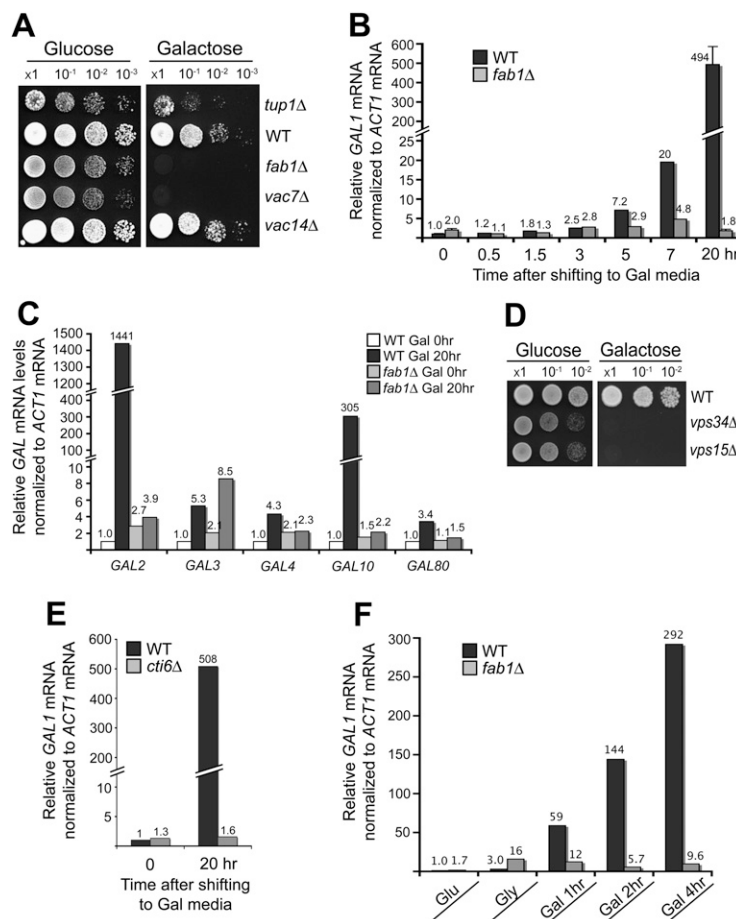 A
Glucose
Galactose
x1 10-1 10-2 10-3
x1 10-1 10-2 10-3
tup1Δ
WT
fab1Δ
vac7Δ
vac14Δ
B
Relative GAL1 mRNA
normalized to ACT1 mRNA
600
500
400
300
200
100
25
20
15
10
5
WT
fab1Δ
1.0 2.0
1.2 1.1
1.8 1.3
2.5 2.8
7.2 2.9
20 4.8
494 1.8
0 0.5 1.5 3 5 7 20 hr
Time after shifting to Gal media
C
Relative GAL mRNA levels
normalized to ACT1 mRNA
1500
1400
1300
1200
1100
400
300
200
100
10
8
6
4
2
WT Gal 0hr
WT Gal 20hr
fab1Δ Gal 0hr
fab1Δ Gal 20hr
1.0 1441 2.7 3.9
1.0 5.3 2.1 8.5
1.0 4.3 2.1 2.3
1.0 305 1.5 2.2
1.0 3.4 1.1 1.5
GAL2 GAL3 GAL4 GAL10 GAL80
D
Glucose
Galactose
x1 10-1 10-2
x1 10-1 10-2
WT
vps34Δ
vps15Δ
E
Relative GAL1 mRNA
normalized to ACT1 mRNA
600
500
400
300
200
100
4
3
2
1
WT
cti6Δ
1 1.3
508 1.6
0 20 hr
Time after shifting
to Gal media
F
Relative GAL1 mRNA
normalized to ACT1 mRNA
300
250
200
150
100
50
WT
fab1Δ
1.0 1.7
3.0 16
59 12
144 5.7
292 9.6
Glu Gly Gal 1hr Gal 2hr Gal 4hr